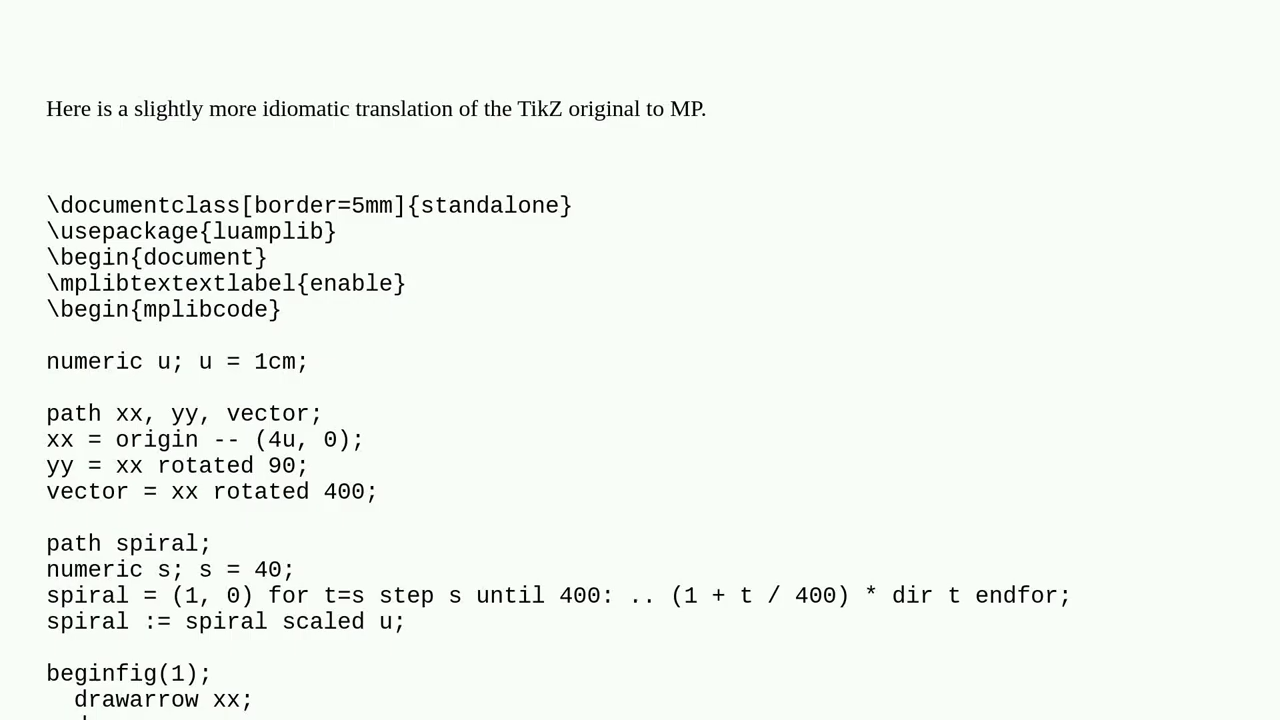 Here is a slightly more idiomatic translation of the TikZ original to MP.
\documentclass[border=5mm]{standalone}
\usepackage{luamplib}
\begin{document}
\mplibtextextlabel{enable}
\begin{mplibcode}
numeric u; u = 1cm;
path xx, yy, vector;
xx = origin -- (4u, 0);
yy = xx rotated 90;
vector = xx rotated 400;
path spiral;
numeric s; s = 40;
spiral = (1, 0) for t=s step s until 400: .. (1 + t / 400) * dir t endfor;
spiral := spiral scaled u;
beginfig(1);
  drawarrow xx;